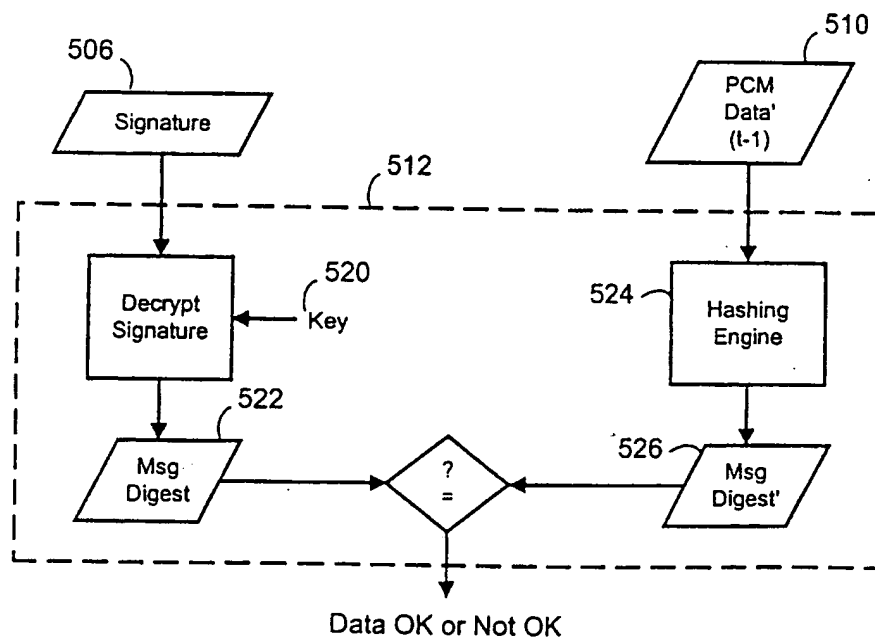 506
510
Signature
PCM
Data'
(t-1)
512
Decrypt
Signature
520
Key
524
Hashing
Engine
522
Msg
Digest
?
=
526
Msg
Digest'
Data OK or Not OK